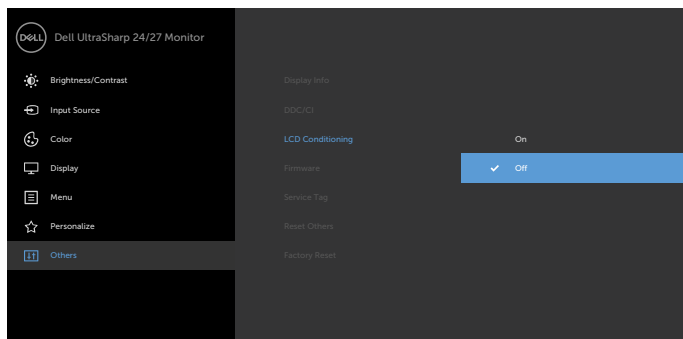 DELL Dell UltraSharp 24/27 Monitor
Brightness/Contrast Display Info
Input Source DDC/CI
Color LCD Conditioning On
Display Firmware Off
Menu Service Tag
Personalize Reset Others
Others Factory Reset